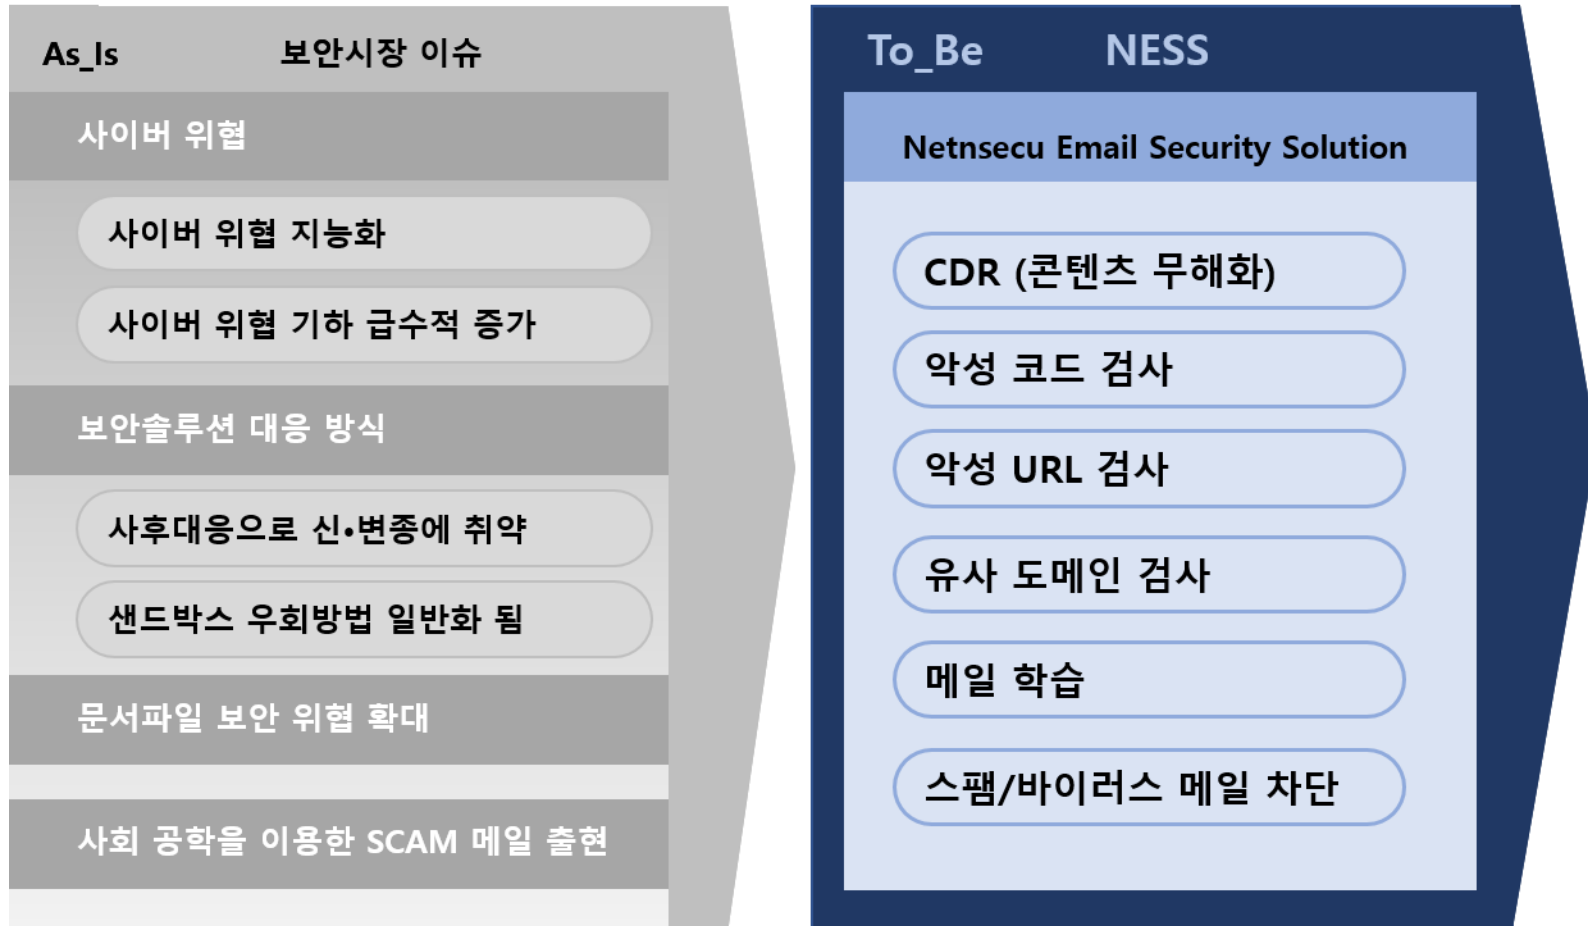 As_Is 보안시장 이슈
사이버 위협
사이버 위협 지능화
사이버 위협 기하 급수적 증가
보안솔루션 대응 방식
사후대응으로 신•변종에 취약
샌드박스 우회방법 일반화 됨
문서파일 보안 위협 확대
사회 공학을 이용한 SCAM 메일 출현
To_Be NESS
Netnsecu Email Security Solution
CDR (콘텐츠 무해화)
악성 코드 검사
악성 URL 검사
유사 도메인 검사
메일 학습
스팸/바이러스 메일 차단